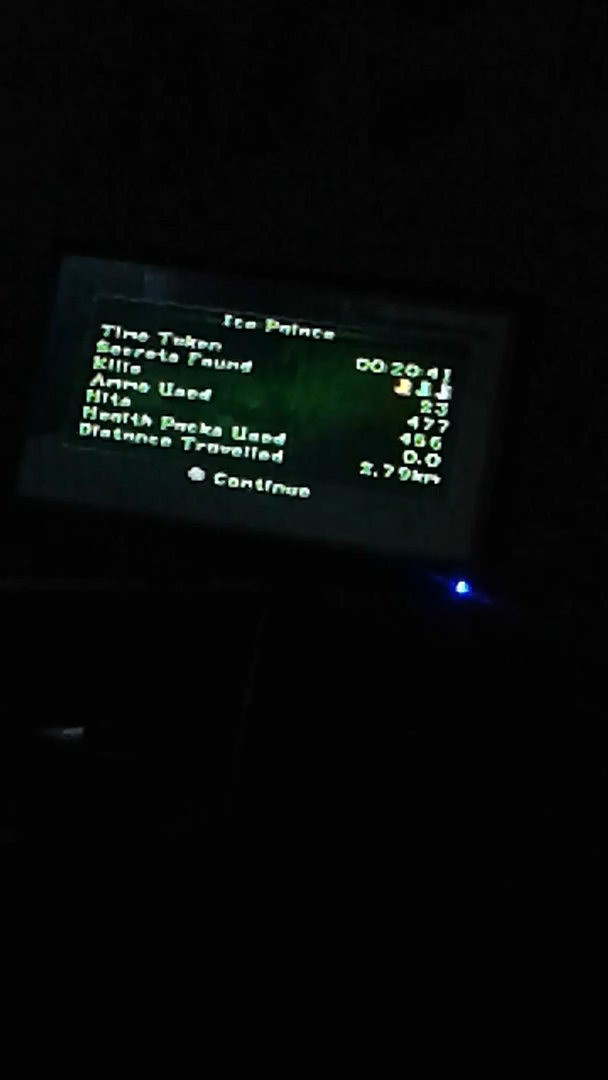 Ice Palace
Time Taken 00:20:41
Secrets Found
Kills 23
Ammo Used 477
Hits 456
Health Packs Used 0.0
Distance Travelled 2.79km
Continue